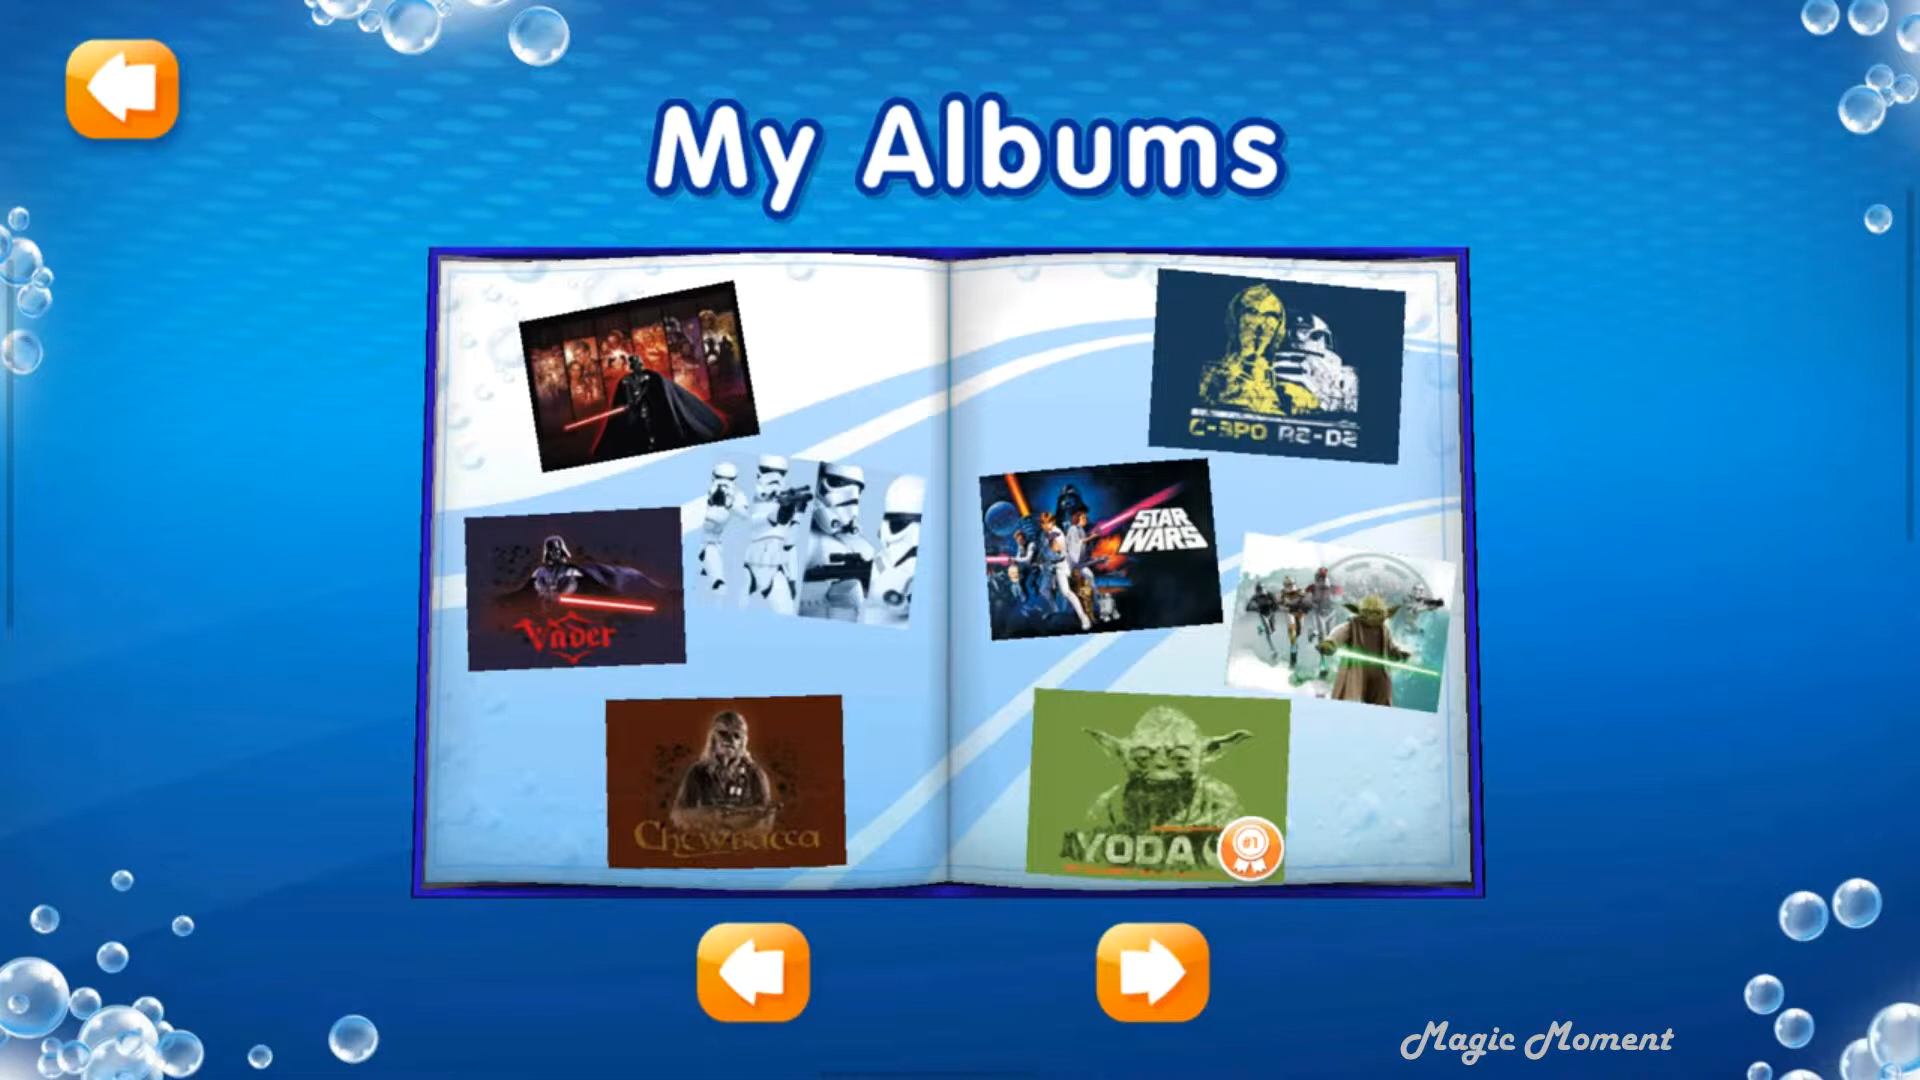 My Albums
C-3PO R2-D2
STAR
WARS
Vader
Chewbacca
YODA
#1
Magic Moment